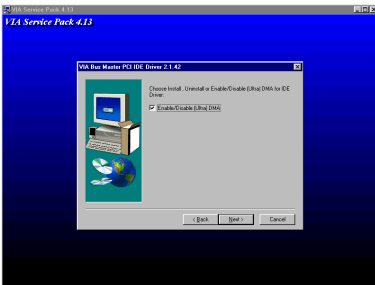 VIA Service Pack 4.13
VIA Service Pack 4.13
VIA Bus Master PCI IDE Driver 2.1.42
Choose Install , Uninstall or Enable/Disable (Ultra) DMA for IDE
Driver:
Enable/Disable (Ultra) DMA
< Back
Next >
Cancel